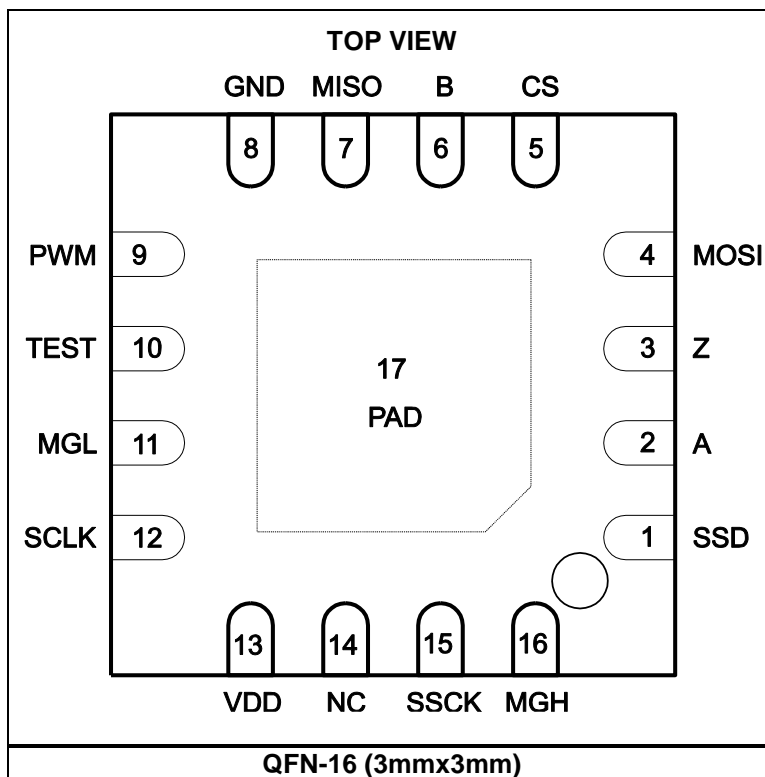 TOP VIEW
GND MISO B CS
8 7 6 5
PWM 9 4 MOSI
TEST 10 3 Z
17
PAD
MGL 11 2 A
SCLK 12 1 SSD
13 14 15 16
VDD NC SSCK MGH
QFN-16 (3mmx3mm)